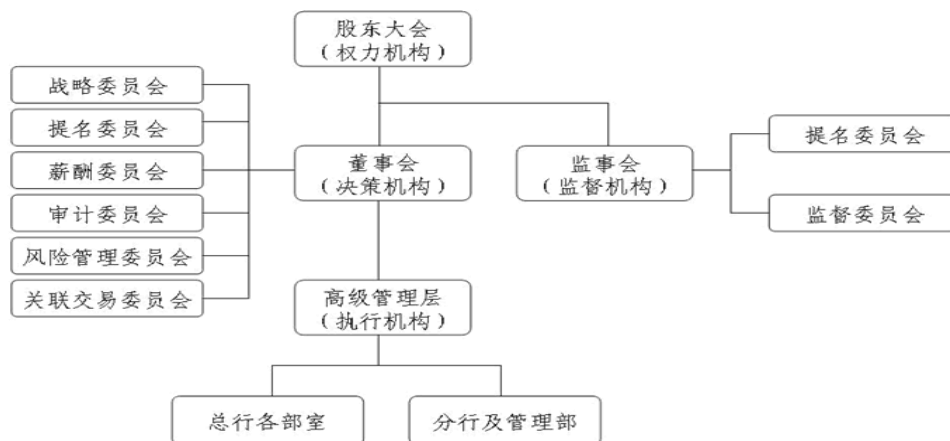 股东大会
（权力机构）
战略委员会
提名委员会
薪酬委员会
审计委员会
风险管理委员会
关联交易委员会
董事会
（决策机构）
监事会
（监督机构）
提名委员会
监督委员会
高级管理层
（执行机构）
总行各部室
分行及管理部